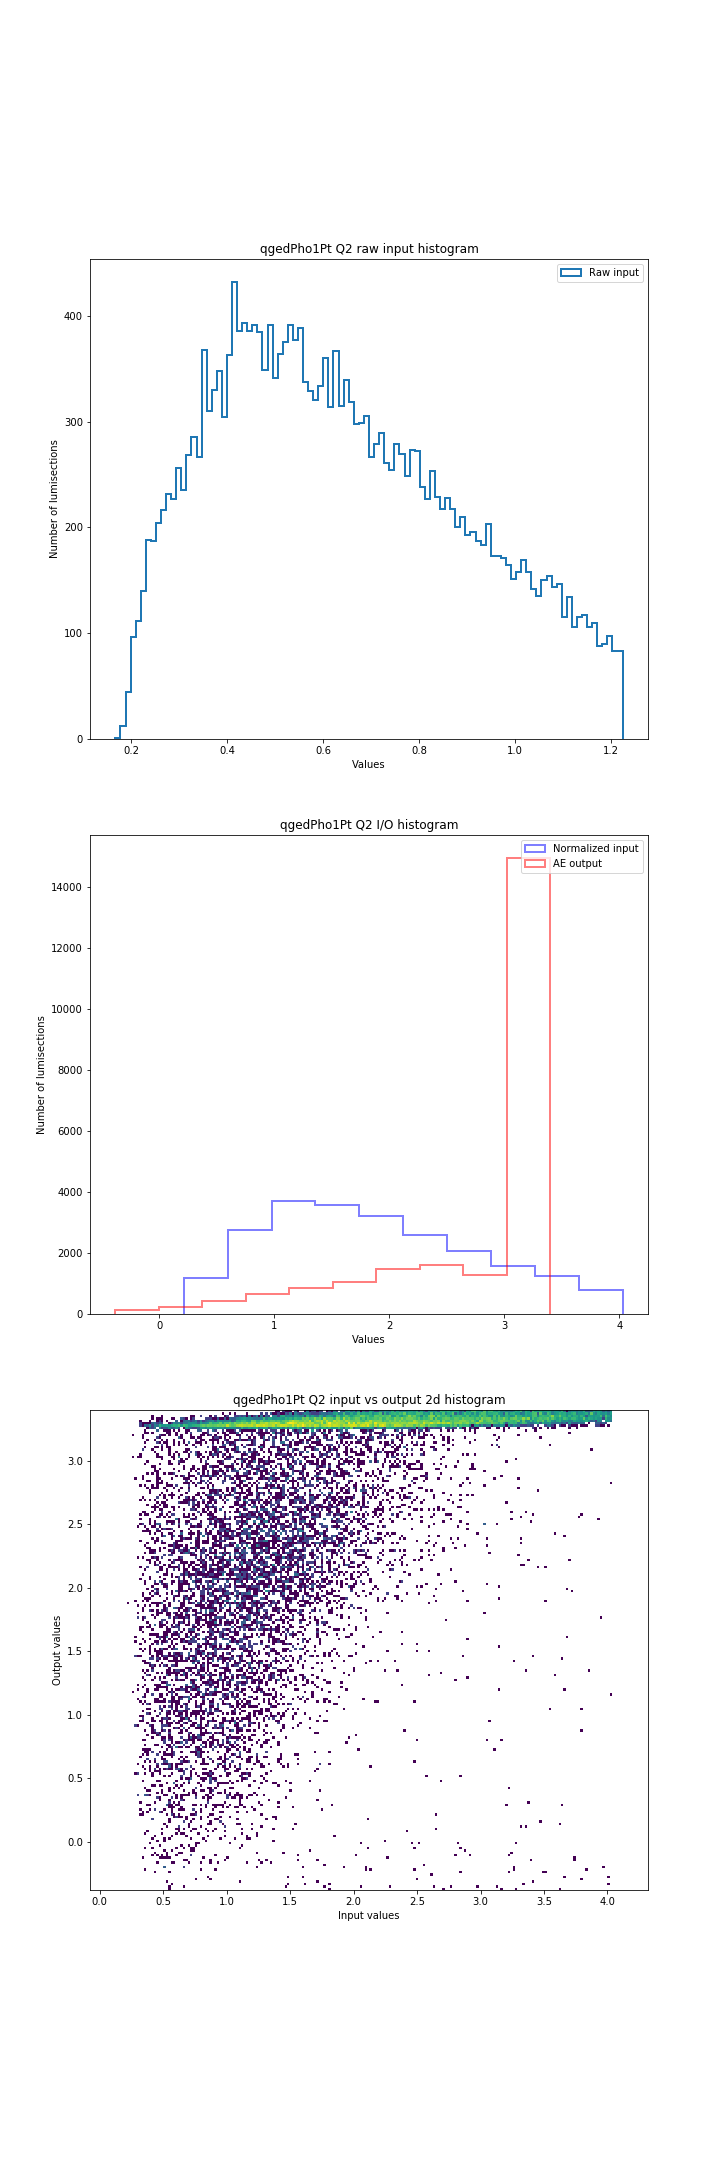 qgedPho1Pt Q2 raw input histogram
Raw input
Number of lumisections
400
300
200
100
0
0.2 0.4 0.6 0.8 1.0 1.2
Values
qgedPho1Pt Q2 I/O histogram
Normalized input
AE output
Number of lumisections
14000
12000
10000
8000
6000
4000
2000
0
0 1 2 3 4
Values
qgedPho1Pt Q2 input vs output 2d histogram
Output values
3.0
2.5
2.0
1.5
1.0
0.5
0.0
0.0 0.5 1.0 1.5 2.0 2.5 3.0 3.5 4.0
Input values